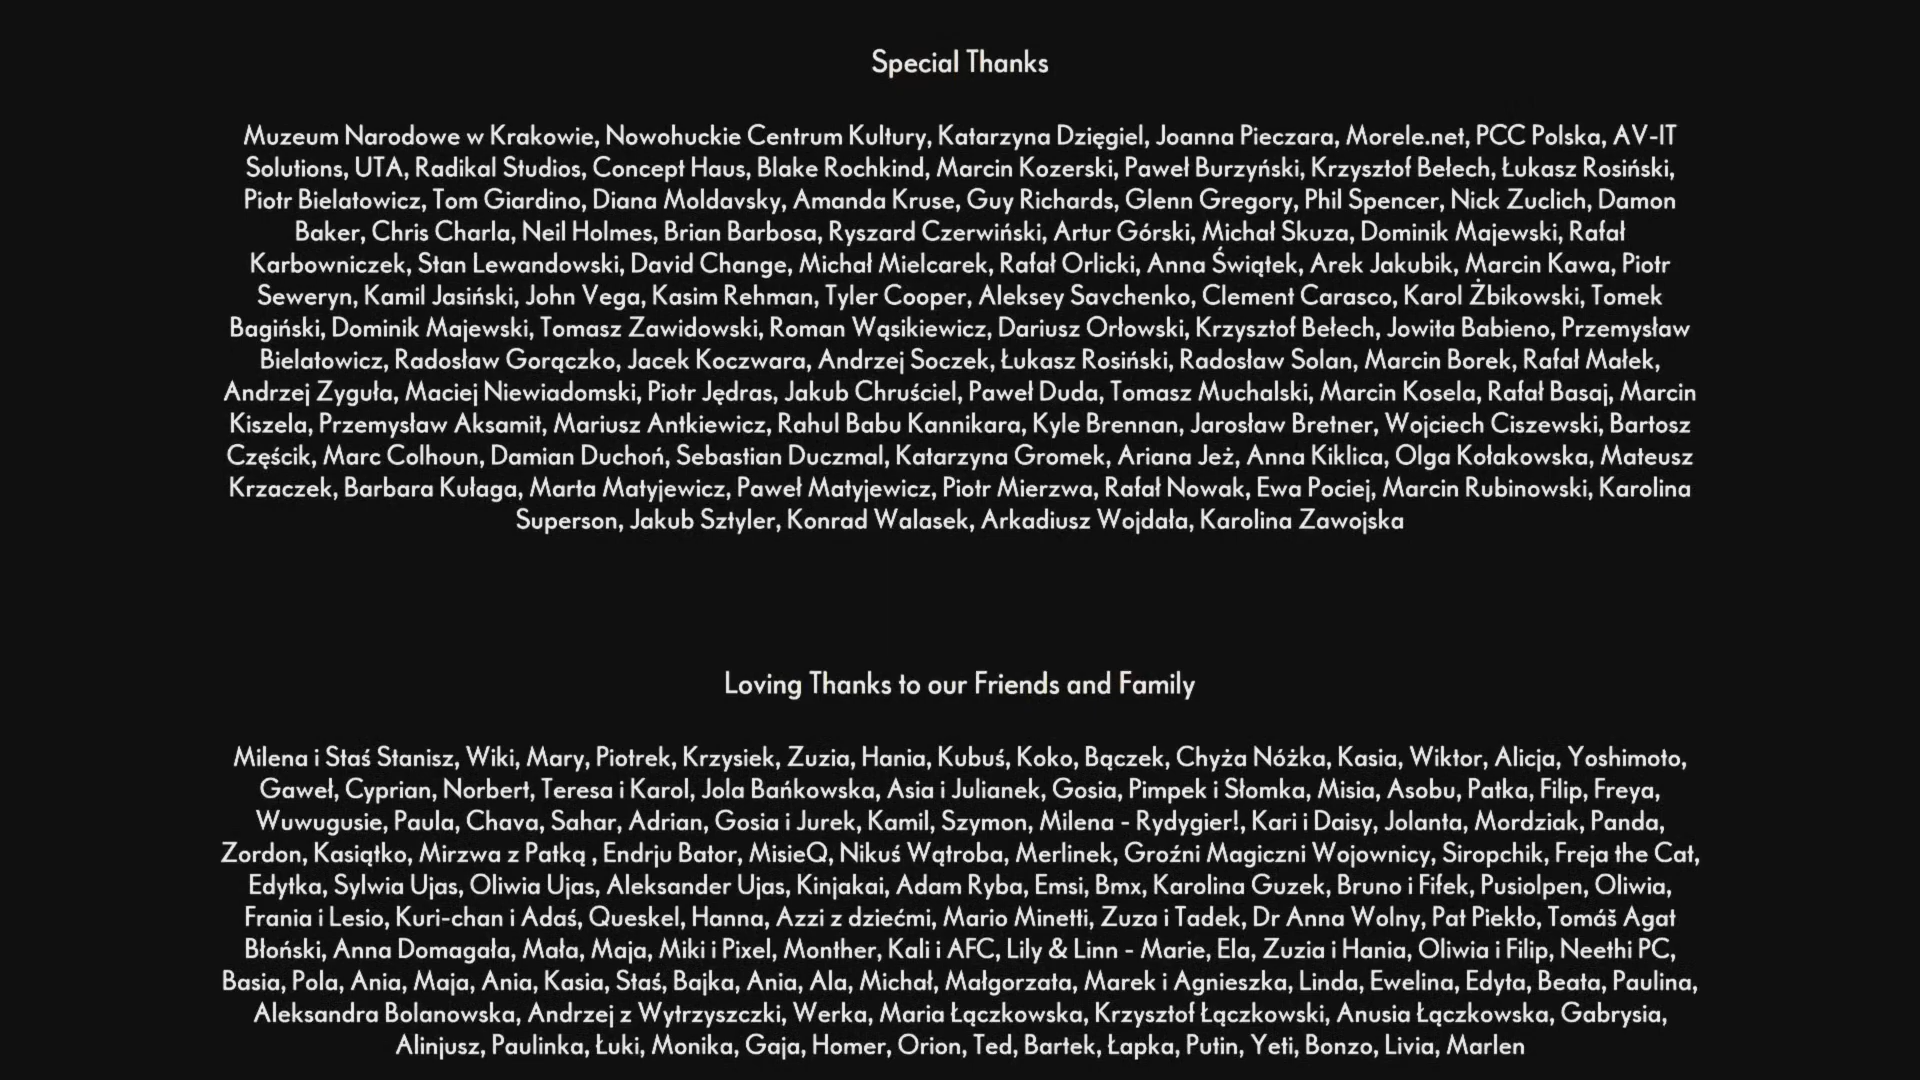 Special Thanks
Muzeum Narodowe w Krakowie, Nowohuckie Centrum Kultury, Katarzyna Dzięgiel, Joanna Pieczara, Morele.net, PCC Polska, AV-IT
Solutions, UTA, Radikal Studios, Concept Haus, Blake Rochkind, Marcin Kozerski, Paweł Burzyński, Krzysztof Bełech, Łukasz Rosiński,
Piotr Bielatowicz, Tom Giardino, Diana Moldavsky, Amanda Kruse, Guy Richards, Glenn Gregory, Phil Spencer, Nick Zuclich, Damon
Baker, Chris Charla, Neil Holmes, Brian Barbosa, Ryszard Czerwiński, Artur Górski, Michał Skuza, Dominik Majewski, Rafał
Karbowniczek, Stan Lewandowski, David Change, Michał Mielcarek, Rafał Orlicki, Anna Świątek, Arek Jakubik, Marcin Kawa, Piotr
Seweryn, Kamil Jasiński, John Vega, Kasim Rehman, Tyler Cooper, Aleksey Savchenko, Clement Carasco, Karol Żbikowski, Tomek
Bagiński, Dominik Majewski, Tomasz Zawidowski, Roman Wąsikiewicz, Dariusz Orłowski, Krzysztof Bełech, Jowita Babieno, Przemysław
Bielatowicz, Radosław Gorączko, Jacek Koczwara, Andrzej Soczek, Łukasz Rosiński, Radosław Solan, Marcin Borek, Rafał Małek,
Andrzej Zyguła, Maciej Niewiadomski, Piotr Jędras, Jakub Chruściel, Paweł Duda, Tomasz Muchalski, Marcin Kosela, Rafał Basaj, Marcin
Kiszela, Przemysław Aksamit, Mariusz Antkiewicz, Rahul Babu Kannikara, Kyle Brennan, Jarosław Bretner, Wojciech Ciszewski, Bartosz
Częścik, Marc Colhoun, Damian Duchoń, Sebastian Duczmal, Katarzyna Gromek, Ariana Jeż, Anna Kiklica, Olga Kołakowska, Mateusz
Krzaczek, Barbara Kułaga, Marta Matyjewicz, Paweł Matyjewicz, Piotr Mierzwa, Rafał Nowak, Ewa Pociej, Marcin Rubinowski, Karolina
Superson, Jakub Sztyler, Konrad Walasek, Arkadiusz Wojdała, Karolina Zawojska
Loving Thanks to our Friends and Family
Milena i Staś Stanisz, Wiki, Mary, Piotrek, Krzysiek, Zuzia, Hania, Kubuś, Koko, Bączek, Chyża Nóżka, Kasia, Wiktor, Alicja, Yoshimoto,
Gaweł, Cyprian, Norbert, Teresa i Karol, Jola Bańkowska, Asia i Julianek, Gosia, Pimpek i Słomka, Misia, Asobu, Patka, Filip, Freya,
Wuwugusie, Paula, Chava, Sahar, Adrian, Gosia i Jurek, Kamil, Szymon, Milena - Rydygier!, Kari i Daisy, Jolanta, Mordziak, Panda,
Zordon, Kasiątko, Mirzwa z Patką , Endrju Bator, MisieQ, Nikuś Wątroba, Merlinek, Groźni Magiczni Wojownicy, Siropchik, Freja the Cat,
Edytka, Sylwia Ujas, Oliwia Ujas, Aleksander Ujas, Kinjakai, Adam Ryba, Emsi, Bmx, Karolina Guzek, Bruno i Fifek, Pusiolpen, Oliwia,
Frania i Lesio, Kuri-chan i Adaś, Queskel, Hanna, Azzi z dziećmi, Mario Minetti, Zuza i Tadek, Dr Anna Wolny, Pat Piekło, Tomáš Agat
Błoński, Anna Domagała, Mała, Maja, Miki i Pixel, Monther, Kali i AFC, Lily & Linn - Marie, Ela, Zuzia i Hania, Oliwia i Filip, Neethi PC,
Basia, Pola, Ania, Maja, Ania, Kasia, Staś, Bajka, Ania, Ala, Michał, Małgorzata, Marek i Agnieszka, Linda, Ewelina, Edyta, Beata, Paulina,
Aleksandra Bolanowska, Andrzej z Wytrzyszczki, Werka, Maria Łączkowska, Krzysztof Łączkowski, Anusia Łączkowska, Gabrysia,
Alinjusz, Paulinka, Łuki, Monika, Gaja, Homer, Orion, Ted, Bartek, Łapka, Putin, Yeti, Bonzo, Livia, Marlen